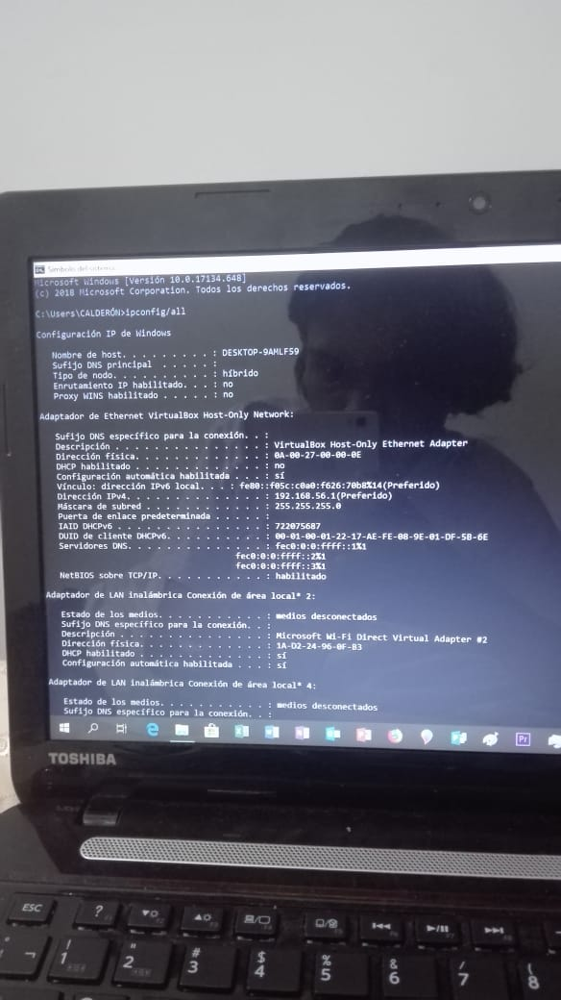 Símbolo del sistema
Microsoft Windows [Versión 10.0.17134.648]
(c) 2018 Microsoft Corporation. Todos los derechos reservados.
C:\Users\CALDERÓN>ipconfig/all
Configuración IP de Windows
Nombre de host. . . . . . . . . : DESKTOP-9AMLF59
Sufijo DNS principal . . . . . :
Tipo de nodo. . . . . . . . . . : híbrido
Enrutamiento IP habilitado. . . : no
Proxy WINS habilitado . . . . . : no
Adaptador de Ethernet VirtualBox Host-Only Network:
Sufijo DNS específico para la conexión. . :
Descripción . . . . . . . . . . . . . . . : VirtualBox Host-Only Ethernet Adapter
Dirección física. . . . . . . . . . . . . : 0A-00-27-00-00-0E
DHCP habilitado . . . . . . . . . . . . . : no
Configuración automática habilitada . . . : sí
Vínculo: dirección IPv6 local. . . : fe80::f05c:c0a0:f626:70b8%14(Preferido)
Dirección IPv4. . . . . . . . . . . . . . : 192.168.56.1(Preferido)
Máscara de subred . . . . . . . . . . . . : 255.255.255.0
Puerta de enlace predeterminada . . . . . :
IAID DHCPv6 . . . . . . . . . . . . . . . : 722075687
DUID de cliente DHCPv6. . . . . . . . . . : 00-01-00-01-22-17-AE-FE-08-9E-01-DF-5B-6E
Servidores DNS. . . . . . . . . . . . . . : fec0:0:0:ffff::1%1
fec0:0:0:ffff::2%1
fec0:0:0:ffff::3%1
NetBIOS sobre TCP/IP. . . . . . . . . . . : habilitado
Adaptador de LAN inalámbrica Conexión de área local* 2:
Estado de los medios. . . . . . . . . . . : medios desconectados
Sufijo DNS específico para la conexión. . :
Descripción . . . . . . . . . . . . . . . : Microsoft Wi-Fi Direct Virtual Adapter #2
Dirección física. . . . . . . . . . . . . : 1A-D2-24-96-0F-B3
DHCP habilitado . . . . . . . . . . . . . : sí
Configuración automática habilitada . . . : sí
Adaptador de LAN inalámbrica Conexión de área local* 4:
Estado de los medios. . . . . . . . . . . : medios desconectados
Sufijo DNS específico para la conexión. . :
Pr
TOSHIBA
ESC ?
! " # $ % & / (
1 2 3 4 5 6 7 8